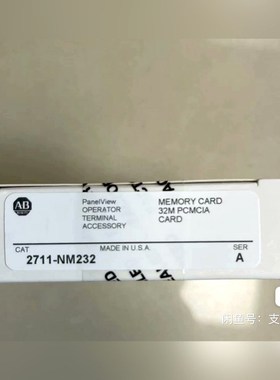 AB
PanelView
OPERATOR
TERMINAL
ACCESSORY
MEMORY CARD
32M PCMCIA
CARD
CAT
MADE IN U.S.A.
SER
2711-NM232
A